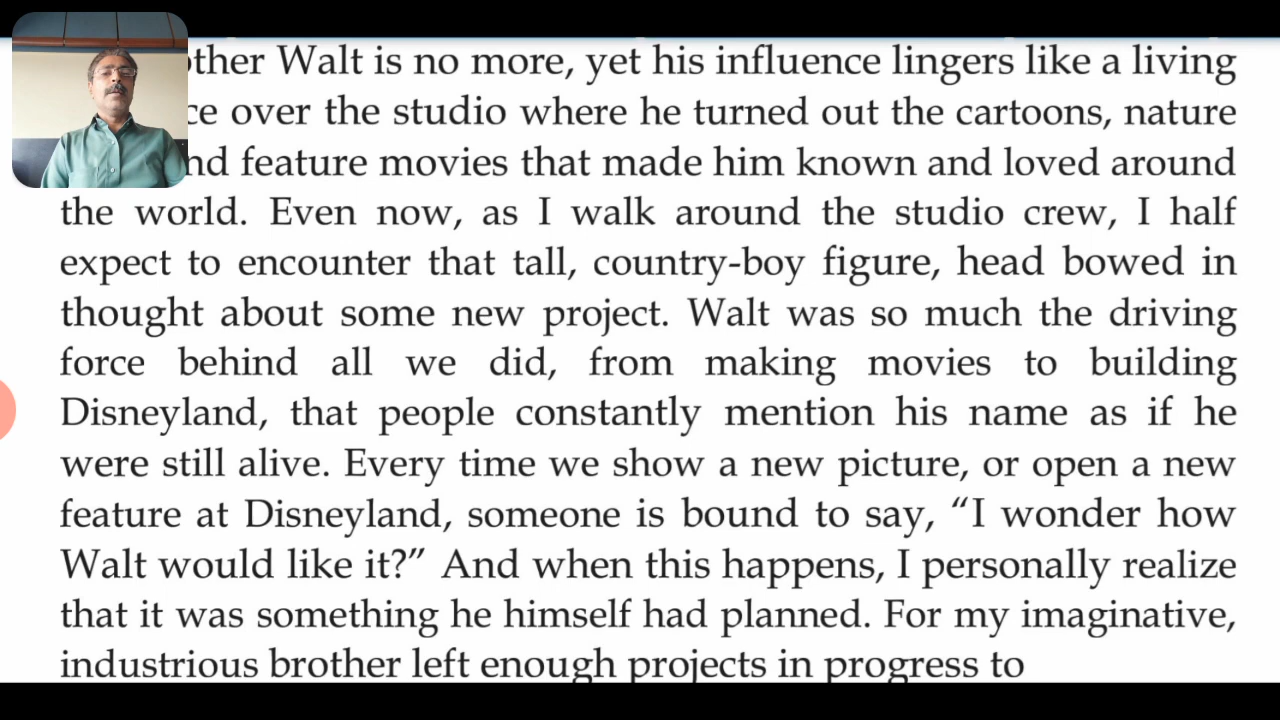 other Walt is no more, yet his influence lingers like a living
ce over the studio where he turned out the cartoons, nature
nd feature movies that made him known and loved around
the world. Even now, as I walk around the studio crew, I half
expect to encounter that tall, country-boy figure, head bowed in
thought about some new project. Walt was so much the driving
force behind all we did, from making movies to building
Disneyland, that people constantly mention his name as if he
were still alive. Every time we show a new picture, or open a new
feature at Disneyland, someone is bound to say, “I wonder how
Walt would like it?” And when this happens, I personally realize
that it was something he himself had planned. For my imaginative,
industrious brother left enough projects in progress to